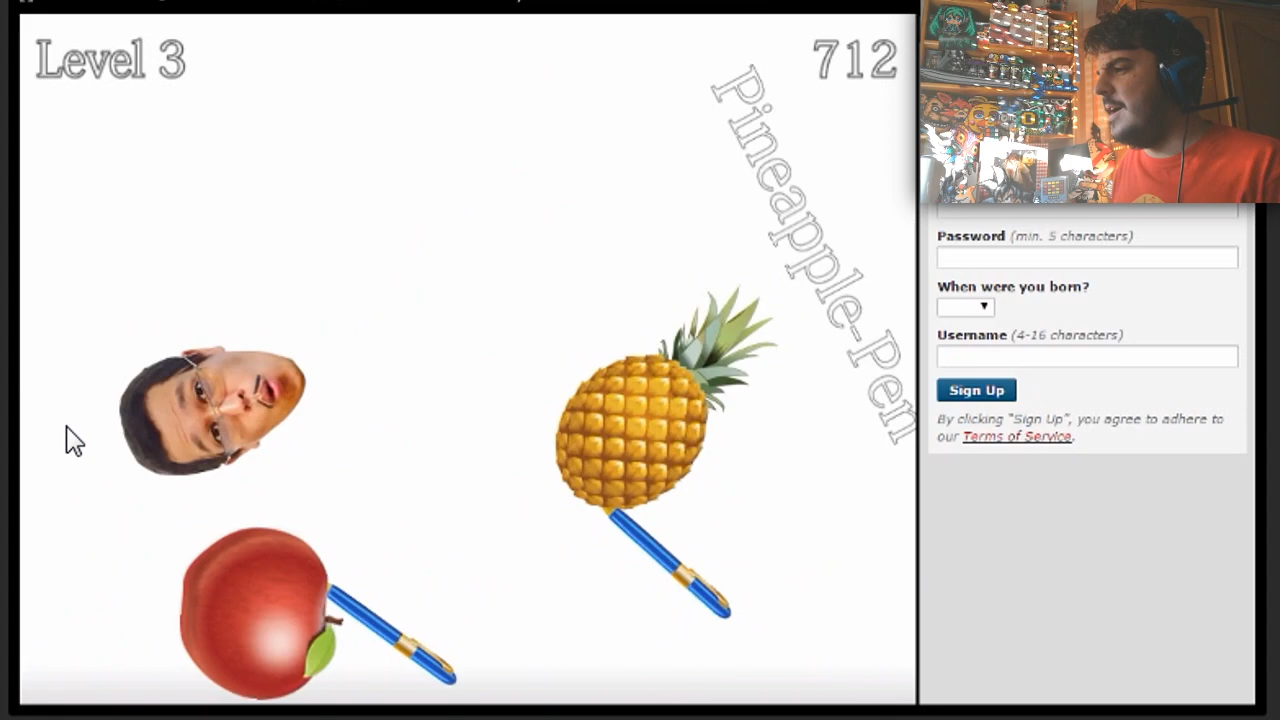 Level 3
712
Pineapple-Pen
Password (min. 5 characters)
When were you born?
Username (4-16 characters)
Sign Up
By clicking "Sign Up", you agree to adhere to
our Terms of Service.